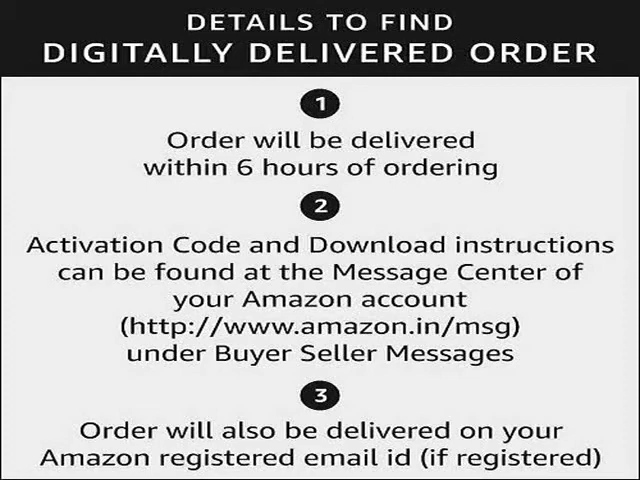 DETAILS TO FIND
DIGITALLY DELIVERED ORDER
1
Order will be delivered
within 6 hours of ordering
2
Activation Code and Download instructions
can be found at the Message Center of
your Amazon account
(http://www.amazon.in/msg)
under Buyer Seller Messages
3
Order will also be delivered on your
Amazon registered email id (if registered)